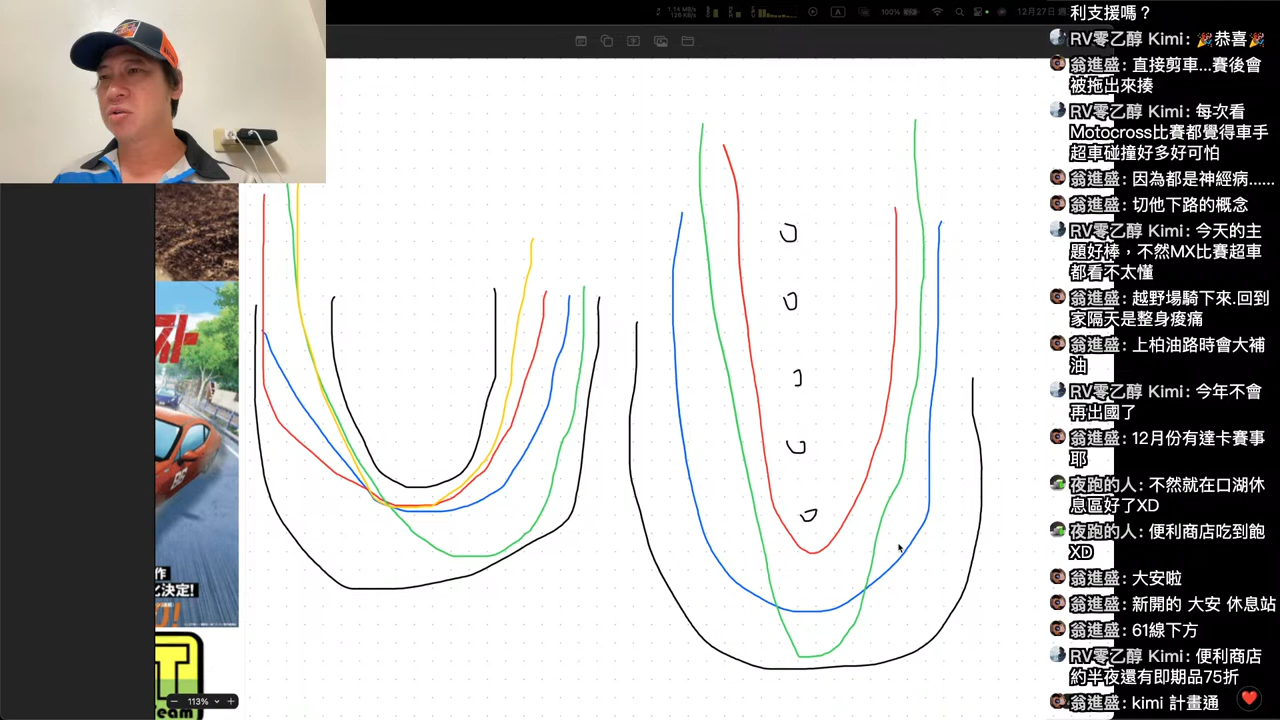 1.14 MB/s
126 KB/s
A
100%
12月27日 週
利支援嗎？
RV零乙醇 Kimi: 🎉恭喜🎉
翁進盛: 直接剪車...賽後會
被拖出來揍
RV零乙醇 Kimi: 每次看
Motocross比賽都覺得車手
超車碰撞好多好可怕
翁進盛: 因為都是神經病......
翁進盛: 切他下路的概念
RV零乙醇 Kimi: 今天的主
題好棒，不然MX比賽超車
都看不太懂
翁進盛: 越野場騎下來.回到
家隔天是整身痠痛
翁進盛: 上柏油路時會大補
油
RV零乙醇 Kimi: 今年不會
再出國了
翁進盛: 12月份有達卡賽事
耶
夜跑的人: 不然就在口湖休
息區好了XD
夜跑的人: 便利商店吃到飽
XD
翁進盛: 大安啦
翁進盛: 新開的 大安 休息站
翁進盛: 61線下方
RV零乙醇 Kimi: 便利商店
約半夜還有即期品75折
翁進盛: kimi 計畫通
作
化決定!
113%
Team